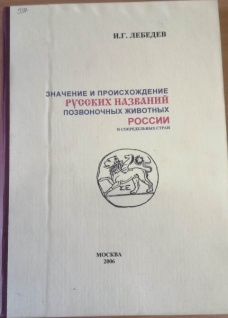 И.Г. ЛЕБЕДЕВ
ЗНАЧЕНИЕ И ПРОИСХОЖДЕНИЕ
РУССКИХ НАЗВАНИЙ
ПОЗВОНОЧНЫХ ЖИВОТНЫХ
РОССИИ
И СОПРЕДЕЛЬНЫХ СТРАН
МОСКВА
2006